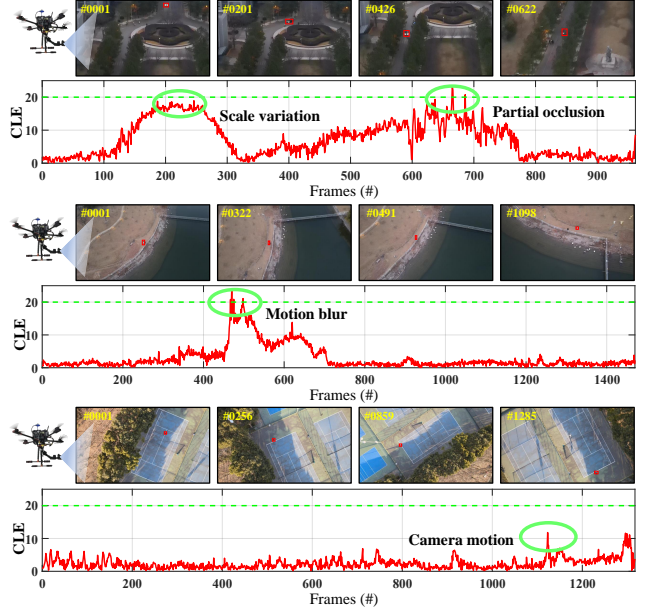 #0001 #0201 #0426 #0622
CLE
20
10
0
Scale variation
Partial occlusion
0 100 200 300 400 500 600 700 800 900
Frames (#)
#0001 #0322 #0491 #1098
CLE
20
10
0
Motion blur
0 200 400 600 800 1000 1200 1400
Frames (#)
#0001 #0256 #0859 #1285
CLE
20
10
0
Camera motion
0 200 400 600 800 1000 1200
Frames (#)